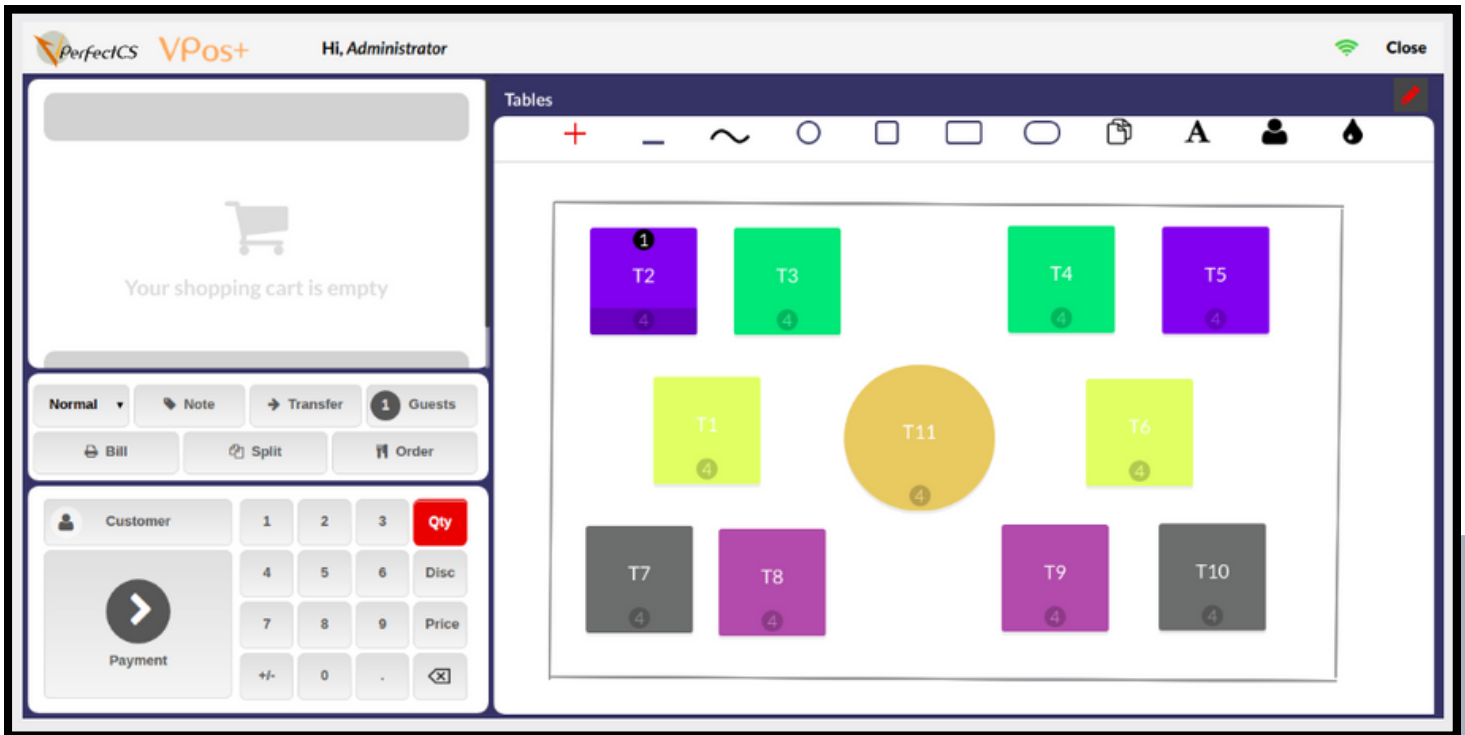 PerfectCS VPos+ Hi, Administrator Close
Your shopping cart is empty
Normal Note Transfer 1 Guests
Bill Split Order
Customer 1 2 3 Qty
4 5 6 Disc
7 8 9 Price
Payment
+/- 0 .
Tables
A
1
T2 T3 T4 T5
4 4 4 4
T1 T11 T6
4 4 4
T7 T8 T9 T10
4 4 4 4